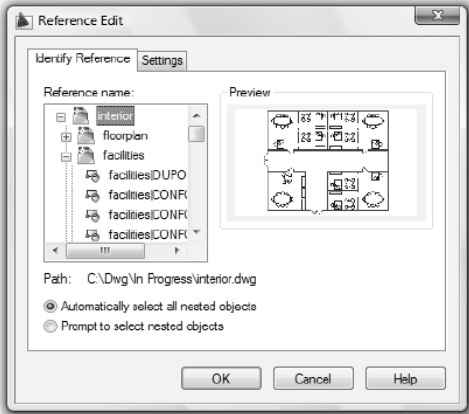 Reference Edit
Identify Reference Settings
Reference name:
Preview
interior
floorplan
facilities
facilities|DUPO
facilities|CONF(
facilities|CONF(
facilities|CONF(
Path: C:\Dwg\In Progress\interior.dwg
Automatically select all nested objects
Prompt to select nested objects
OK Cancel Help